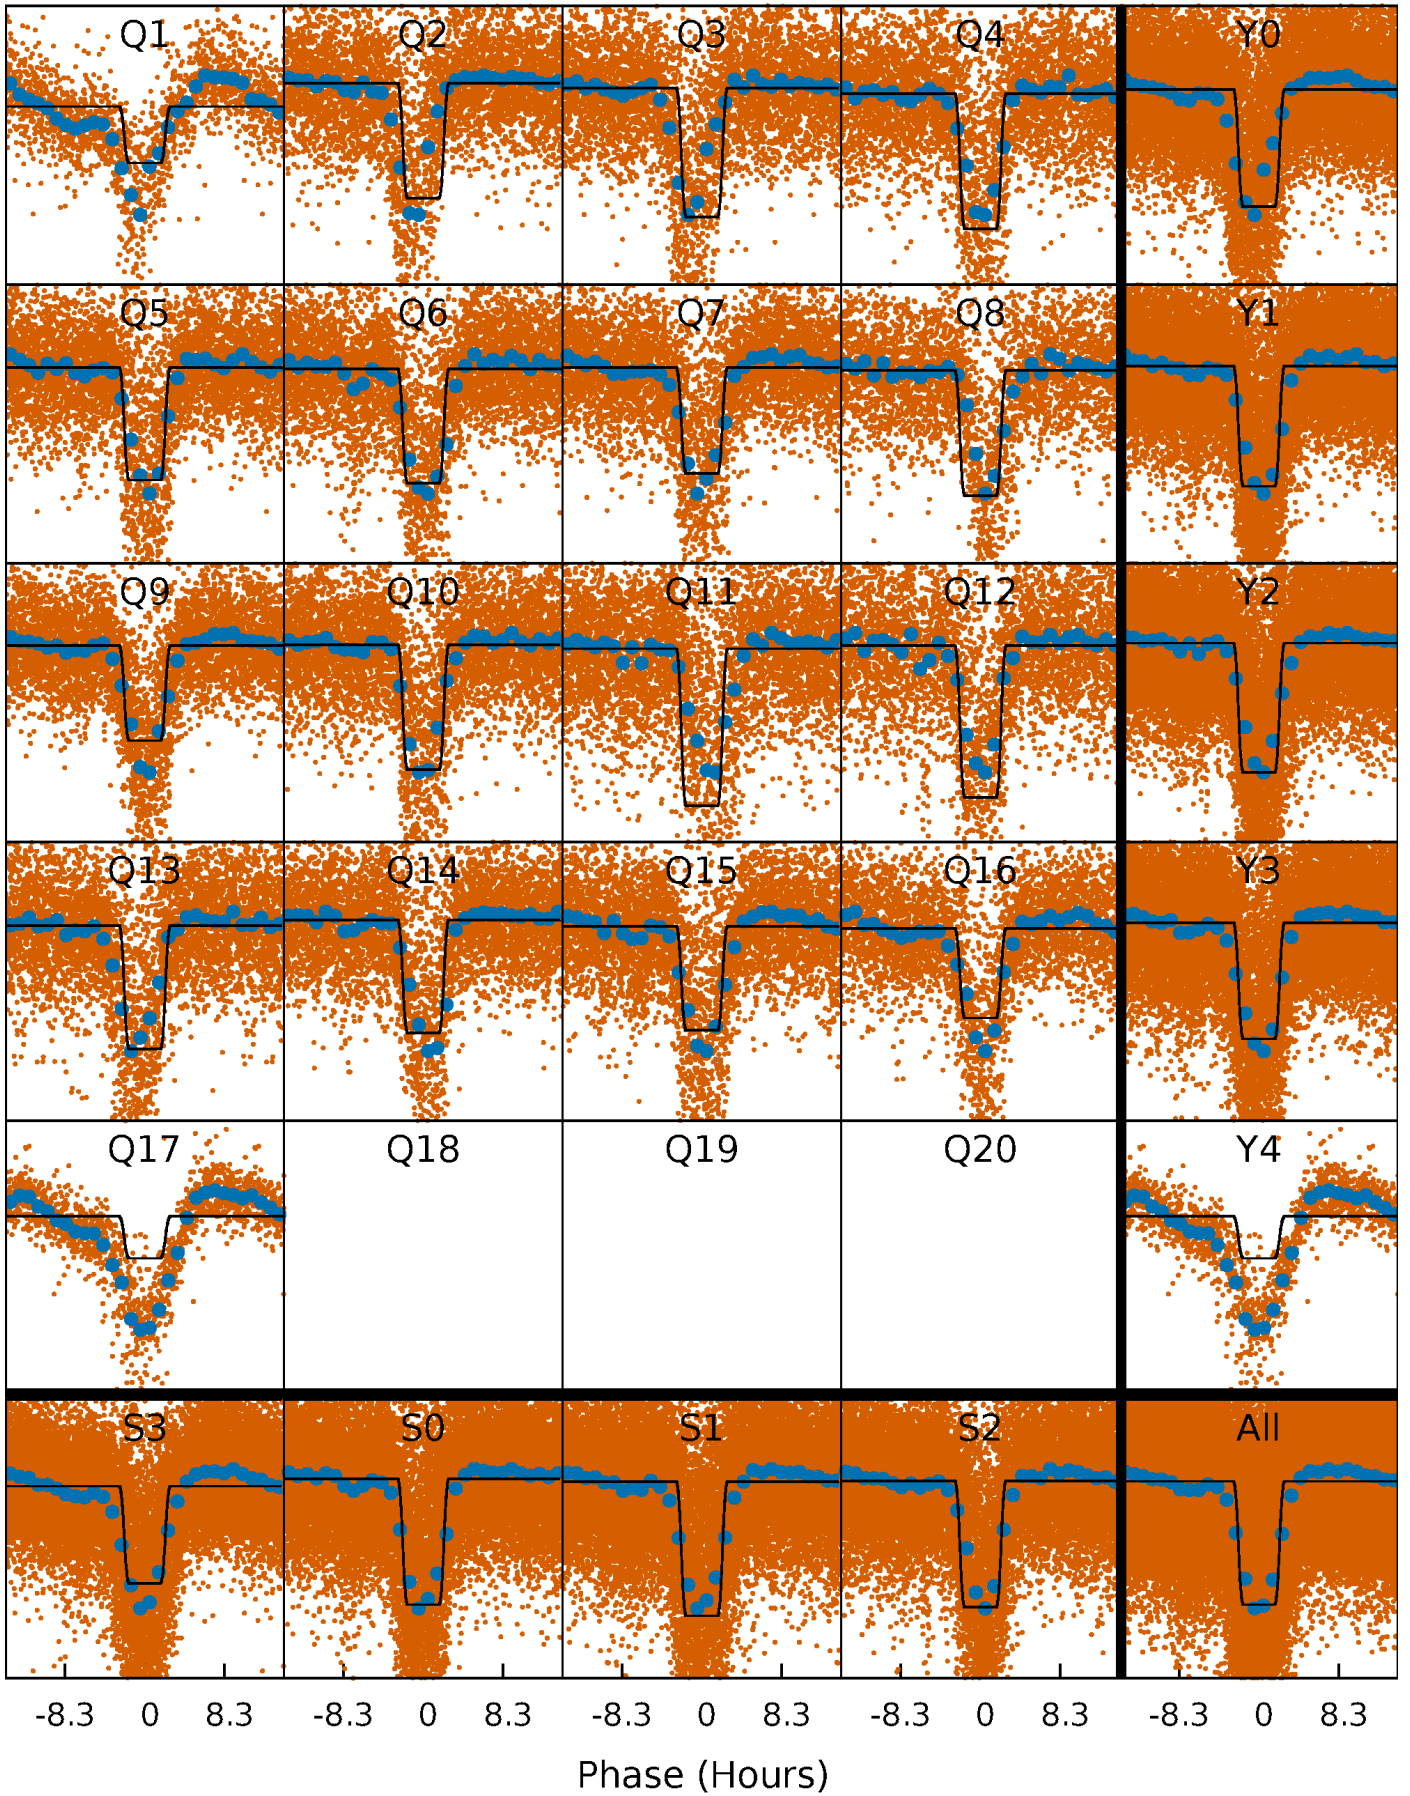 Q1 Q2 Q3 Q4 Y0
Q5 Q6 Q7 Q8 Y1
Q9 Q10 Q11 Q12 Y2
Q13 Q14 Q15 Q16 Y3
Q17 Q18 Q19 Q20 Y4
S3 S0 S1 S2 All
-8.3 0 8.3 -8.3 0 8.3 -8.3 0 8.3 -8.3 0 8.3 -8.3 0 8.3
Phase (Hours)